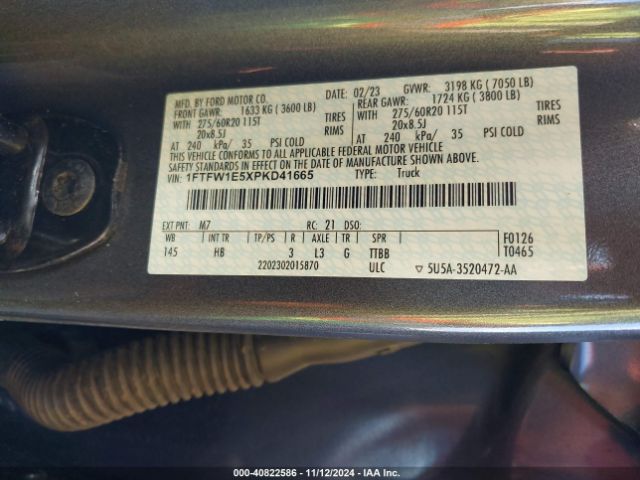 MFD. BY FORD MOTOR CO.
02/23 GVWR: 3198 KG ( 7050 LB)
FRONT GAWR: 1633 KG ( 3600 LB)
REAR GAWR: 1724 KG ( 3800 LB)
WITH 275/60R20 115T TIRES
WITH 275/60R20 115T TIRES
20x8.5J RIMS
20x8.5J RIMS
AT 240 kPa/ 35 PSI COLD
AT 240 kPa/ 35 PSI COLD
THIS VEHICLE CONFORMS TO ALL APPLICABLE FEDERAL MOTOR VEHICLE
SAFETY STANDARDS IN EFFECT ON THE DATE OF MANUFACTURE SHOWN ABOVE.
VIN: 1FTFW1E5XPKD41665
TYPE: Truck
EXT PNT: M7 RC: 21 DSO:
WB INT TR TP/PS R AXLE TR SPR
145 HB 3 L3 G TTBB
F0126
T0465
2202302015870 ULC
5U5A-3520472-AA
000-40822586 - 11/12/2024 - IAA Inc.